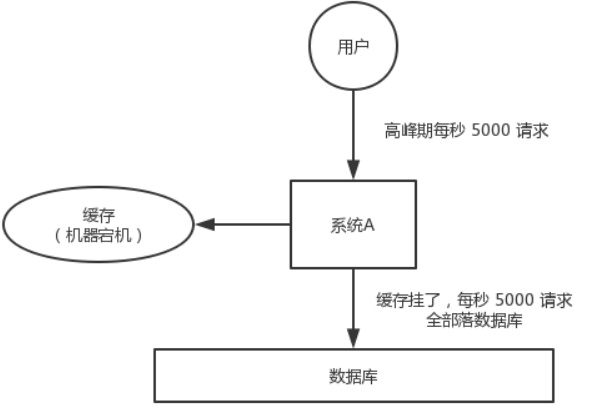 用户
高峰期每秒 5000 请求
缓存
（机器宕机）
系统A
缓存挂了，每秒 5000 请求
全部落数据库
数据库